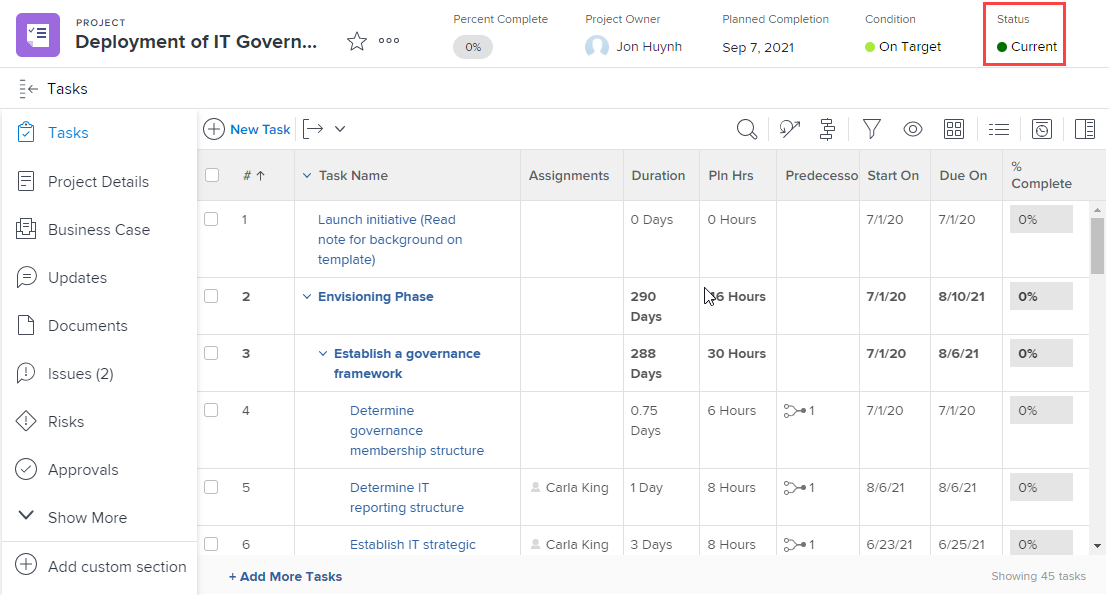 PROJECT
Deployment of IT Govern...
Percent Complete
0%
Project Owner
Jon Huynh
Planned Completion
Sep 7, 2021
Condition
On Target
Status
Current
Tasks
Tasks
Project Details
Business Case
Updates
Documents
Issues (2)
Risks
Approvals
Show More
Add custom section
New Task
# Task Name Assignments Duration Pln Hrs Predecesso Start On Due On % Complete
1 Launch initiative (Read 0 Days 0 Hours 7/1/20 7/1/20 0%
note for background on
template)
2 Envisioning Phase 290 6 Hours 7/1/20 8/10/21 0%
Days
3 Establish a governance 288 30 Hours 7/1/20 8/6/21 0%
framework Days
4 Determine 0.75 6 Hours 1 7/1/20 7/1/20 0%
governance Days
membership structure
5 Determine IT Carla King 1 Day 8 Hours 1 8/6/21 8/6/21 0%
reporting structure
6 Establish IT strategic Carla King 3 Days 8 Hours 1 6/23/21 6/25/21 0%
+ Add More Tasks
Showing 45 tasks